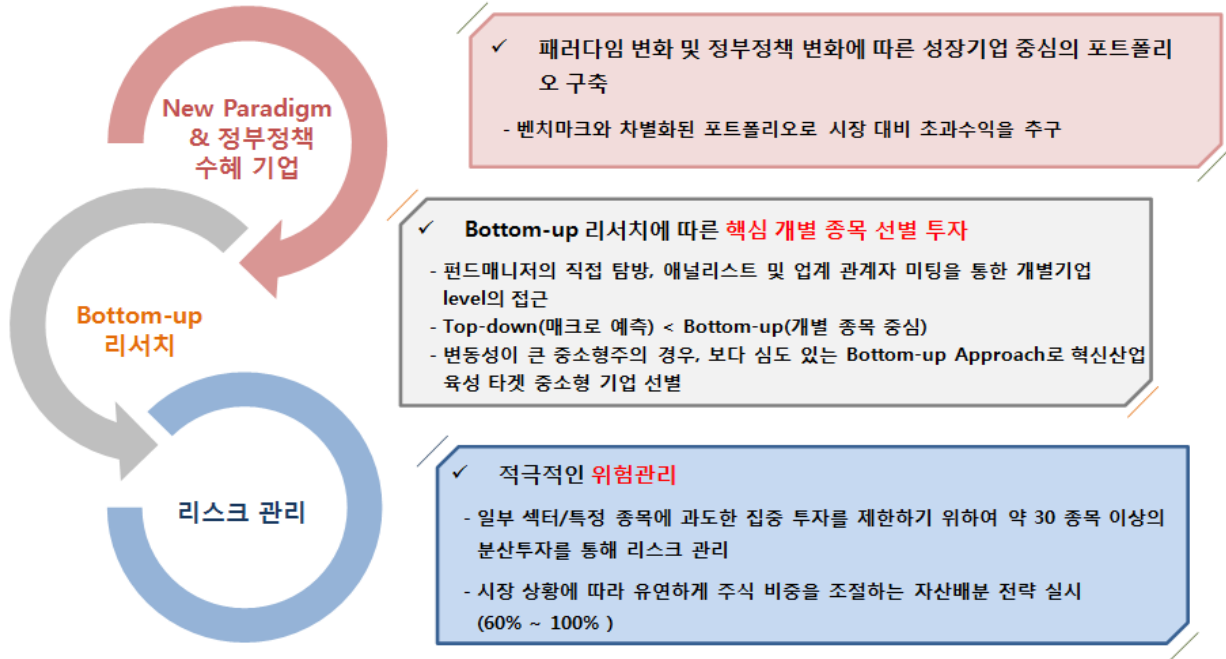 New Paradigm
& 정부정책
수혜 기업
✓ 패러다임 변화 및 정부정책 변화에 따른 성장기업 중심의 포트폴리
오 구축
- 벤치마크와 차별화된 포트폴리오로 시장 대비 초과수익을 추구
Bottom-up
리서치
✓ Bottom-up 리서치에 따른 핵심 개별 종목 선별 투자
- 펀드매니저의 직접 탐방, 애널리스트 및 업계 관계자 미팅을 통한 개별기업
level의 접근
- Top-down(매크로 예측) < Bottom-up(개별 종목 중심)
- 변동성이 큰 중소형주의 경우, 보다 심도 있는 Bottom-up Approach로 혁신산업
육성 타겟 중소형 기업 선별
리스크 관리
✓ 적극적인 위험관리
- 일부 섹터/특정 종목에 과도한 집중 투자를 제한하기 위하여 약 30 종목 이상의
분산투자를 통해 리스크 관리
- 시장 상황에 따라 유연하게 주식 비중을 조절하는 자산배분 전략 실시
(60% ~ 100% )